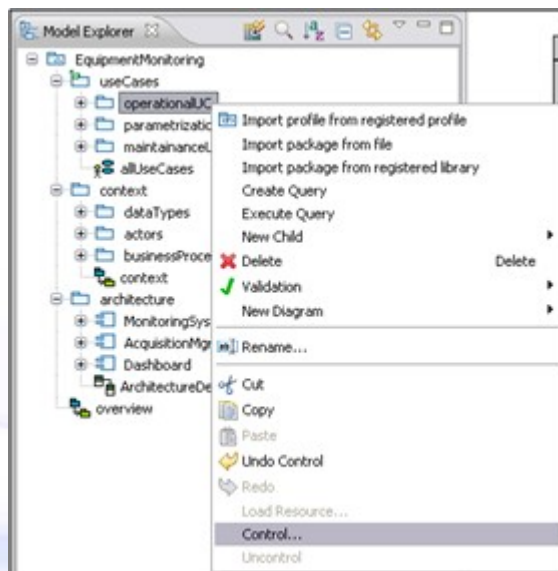 Model Explorer
EquipmentMonitoring
useCases
operationalUC
parametrizatio
maintainanceU
allUseCases
context
dataTypes
actors
businessProce
context
architecture
MonitoringSys
AcquisitionMgr
Dashboard
ArchitectureDe
overview
Import profile from registered profile
Import package from file
Import package from registered library
Create Query
Execute Query
New Child
Delete Delete
Validation
New Diagram
Rename...
Cut
Copy
Paste
Undo Control
Redo
Load Resource...
Control...
Uncontrol